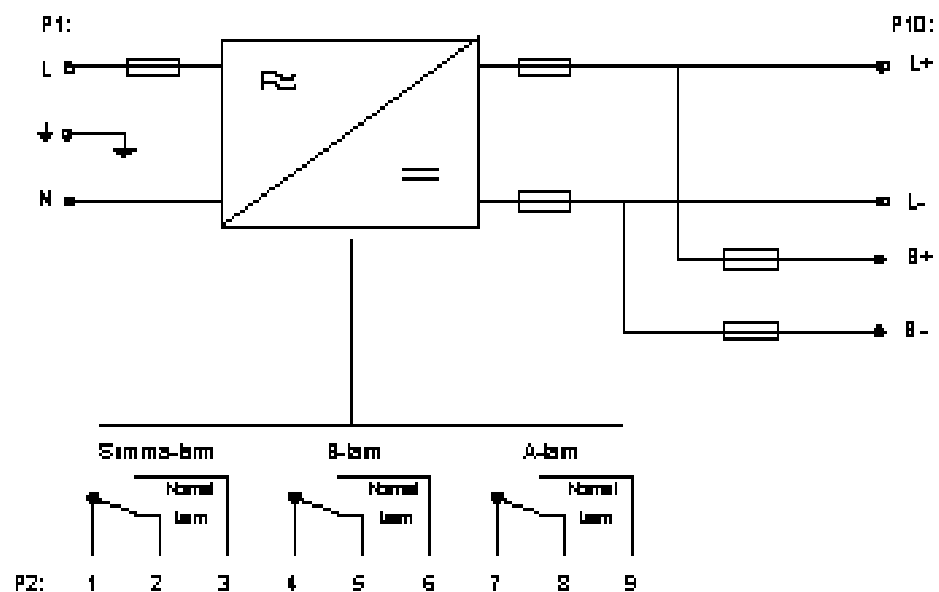 P1:
P10:
L
L+
N
L-
B+
B-
Summa-larm
B-larm
A-larm
Normal
Normal
Normal
Larm
Larm
Larm
P2: 1 2 3 4 5 6 7 8 9